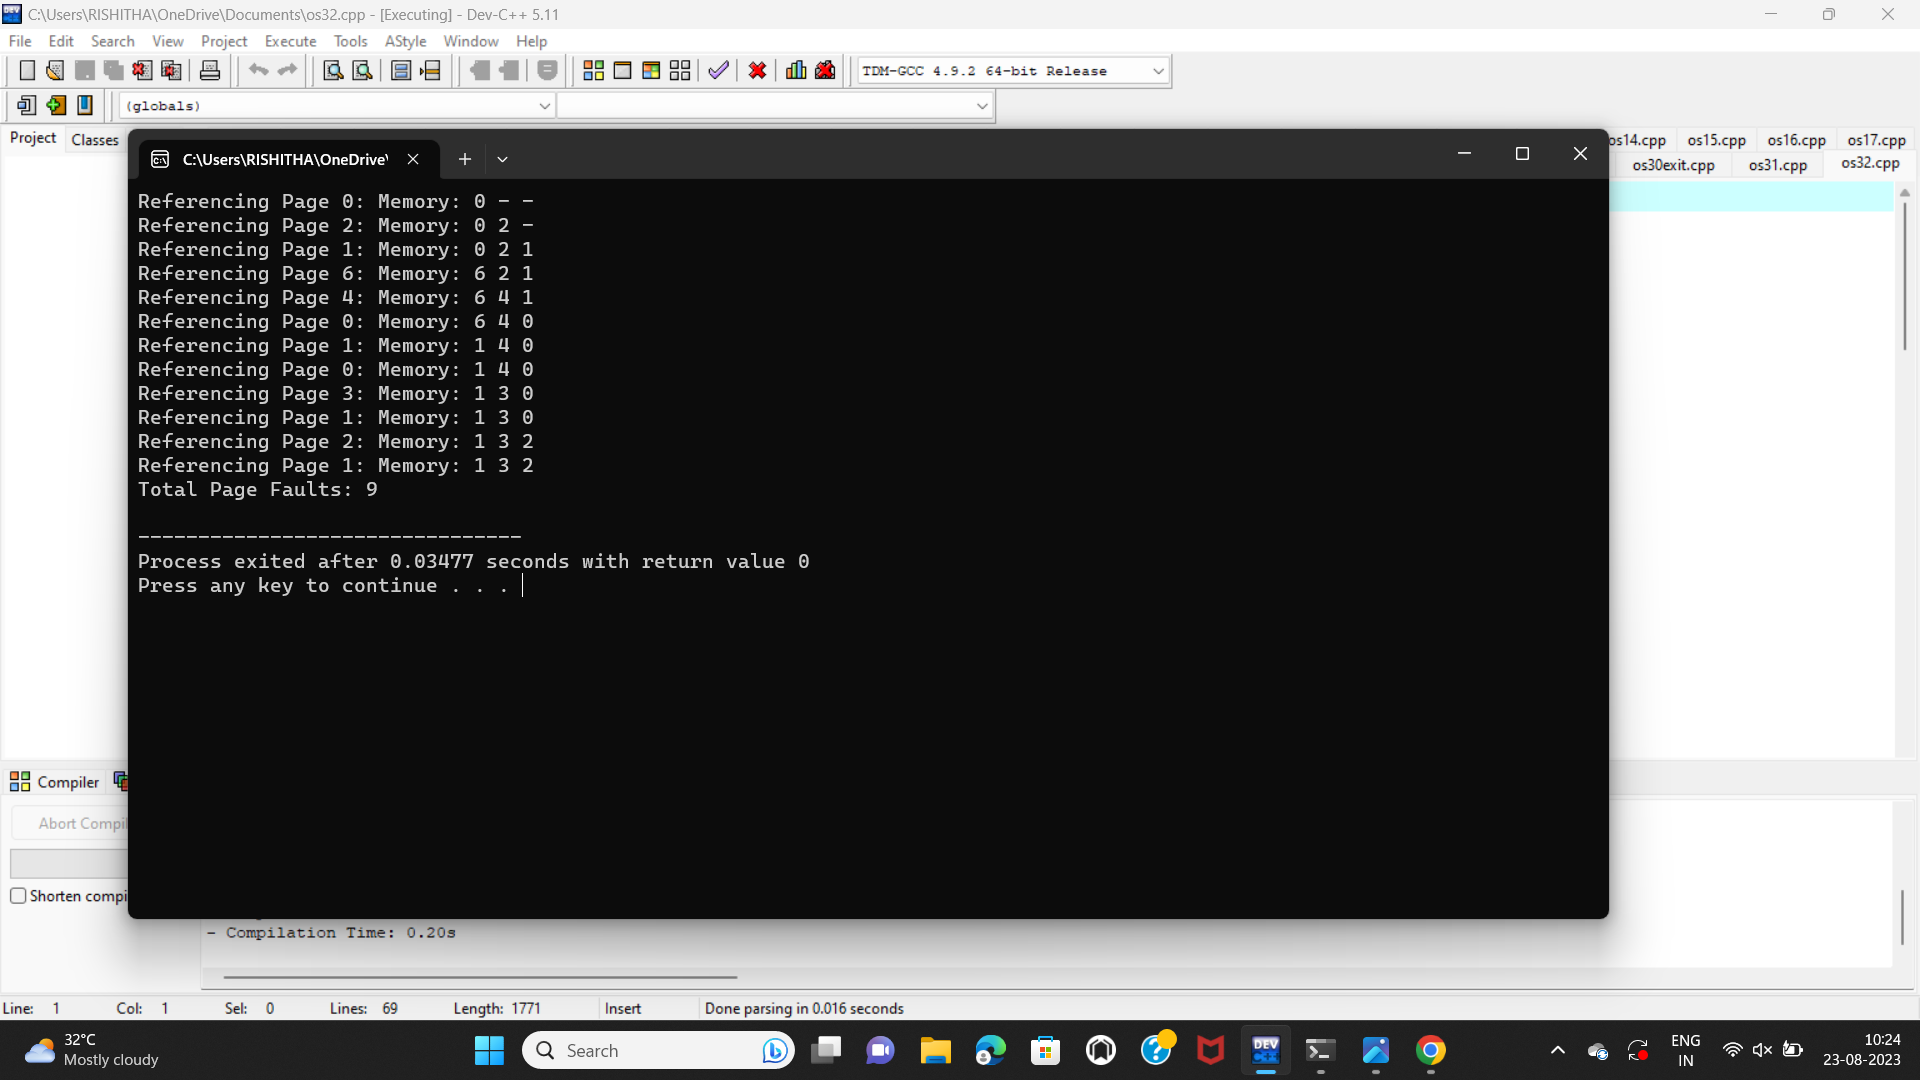 C:\Users\RISHITHA\OneDrive\Documents\os32.cpp - [Executing] - Dev-C++ 5.11
File Edit Search View Project Execute Tools AStyle Window Help
TDM-GCC 4.9.2 64-bit Release
(globals)
Project Classes
os14.cpp os15.cpp os16.cpp os17.cpp
os30exit.cpp os31.cpp os32.cpp
C:\Users\RISHITHA\OneDrive\
Referencing Page 0: Memory: 0 - -
Referencing Page 2: Memory: 0 2 -
Referencing Page 1: Memory: 0 2 1
Referencing Page 6: Memory: 6 2 1
Referencing Page 4: Memory: 6 4 1
Referencing Page 0: Memory: 6 4 0
Referencing Page 1: Memory: 1 4 0
Referencing Page 0: Memory: 1 4 0
Referencing Page 3: Memory: 1 3 0
Referencing Page 1: Memory: 1 3 0
Referencing Page 2: Memory: 1 3 2
Referencing Page 1: Memory: 1 3 2
Total Page Faults: 9
--------------------------------
Process exited after 0.03477 seconds with return value 0
Press any key to continue . . .
Compiler
Abort Compil
Shorten compi
- Compilation Time: 0.20s
Line: 1 Col: 1 Sel: 0 Lines: 69 Length: 1771 Insert Done parsing in 0.016 seconds
32°C
Mostly cloudy
Search
DEV C++
ENG
IN
10:24
23-08-2023